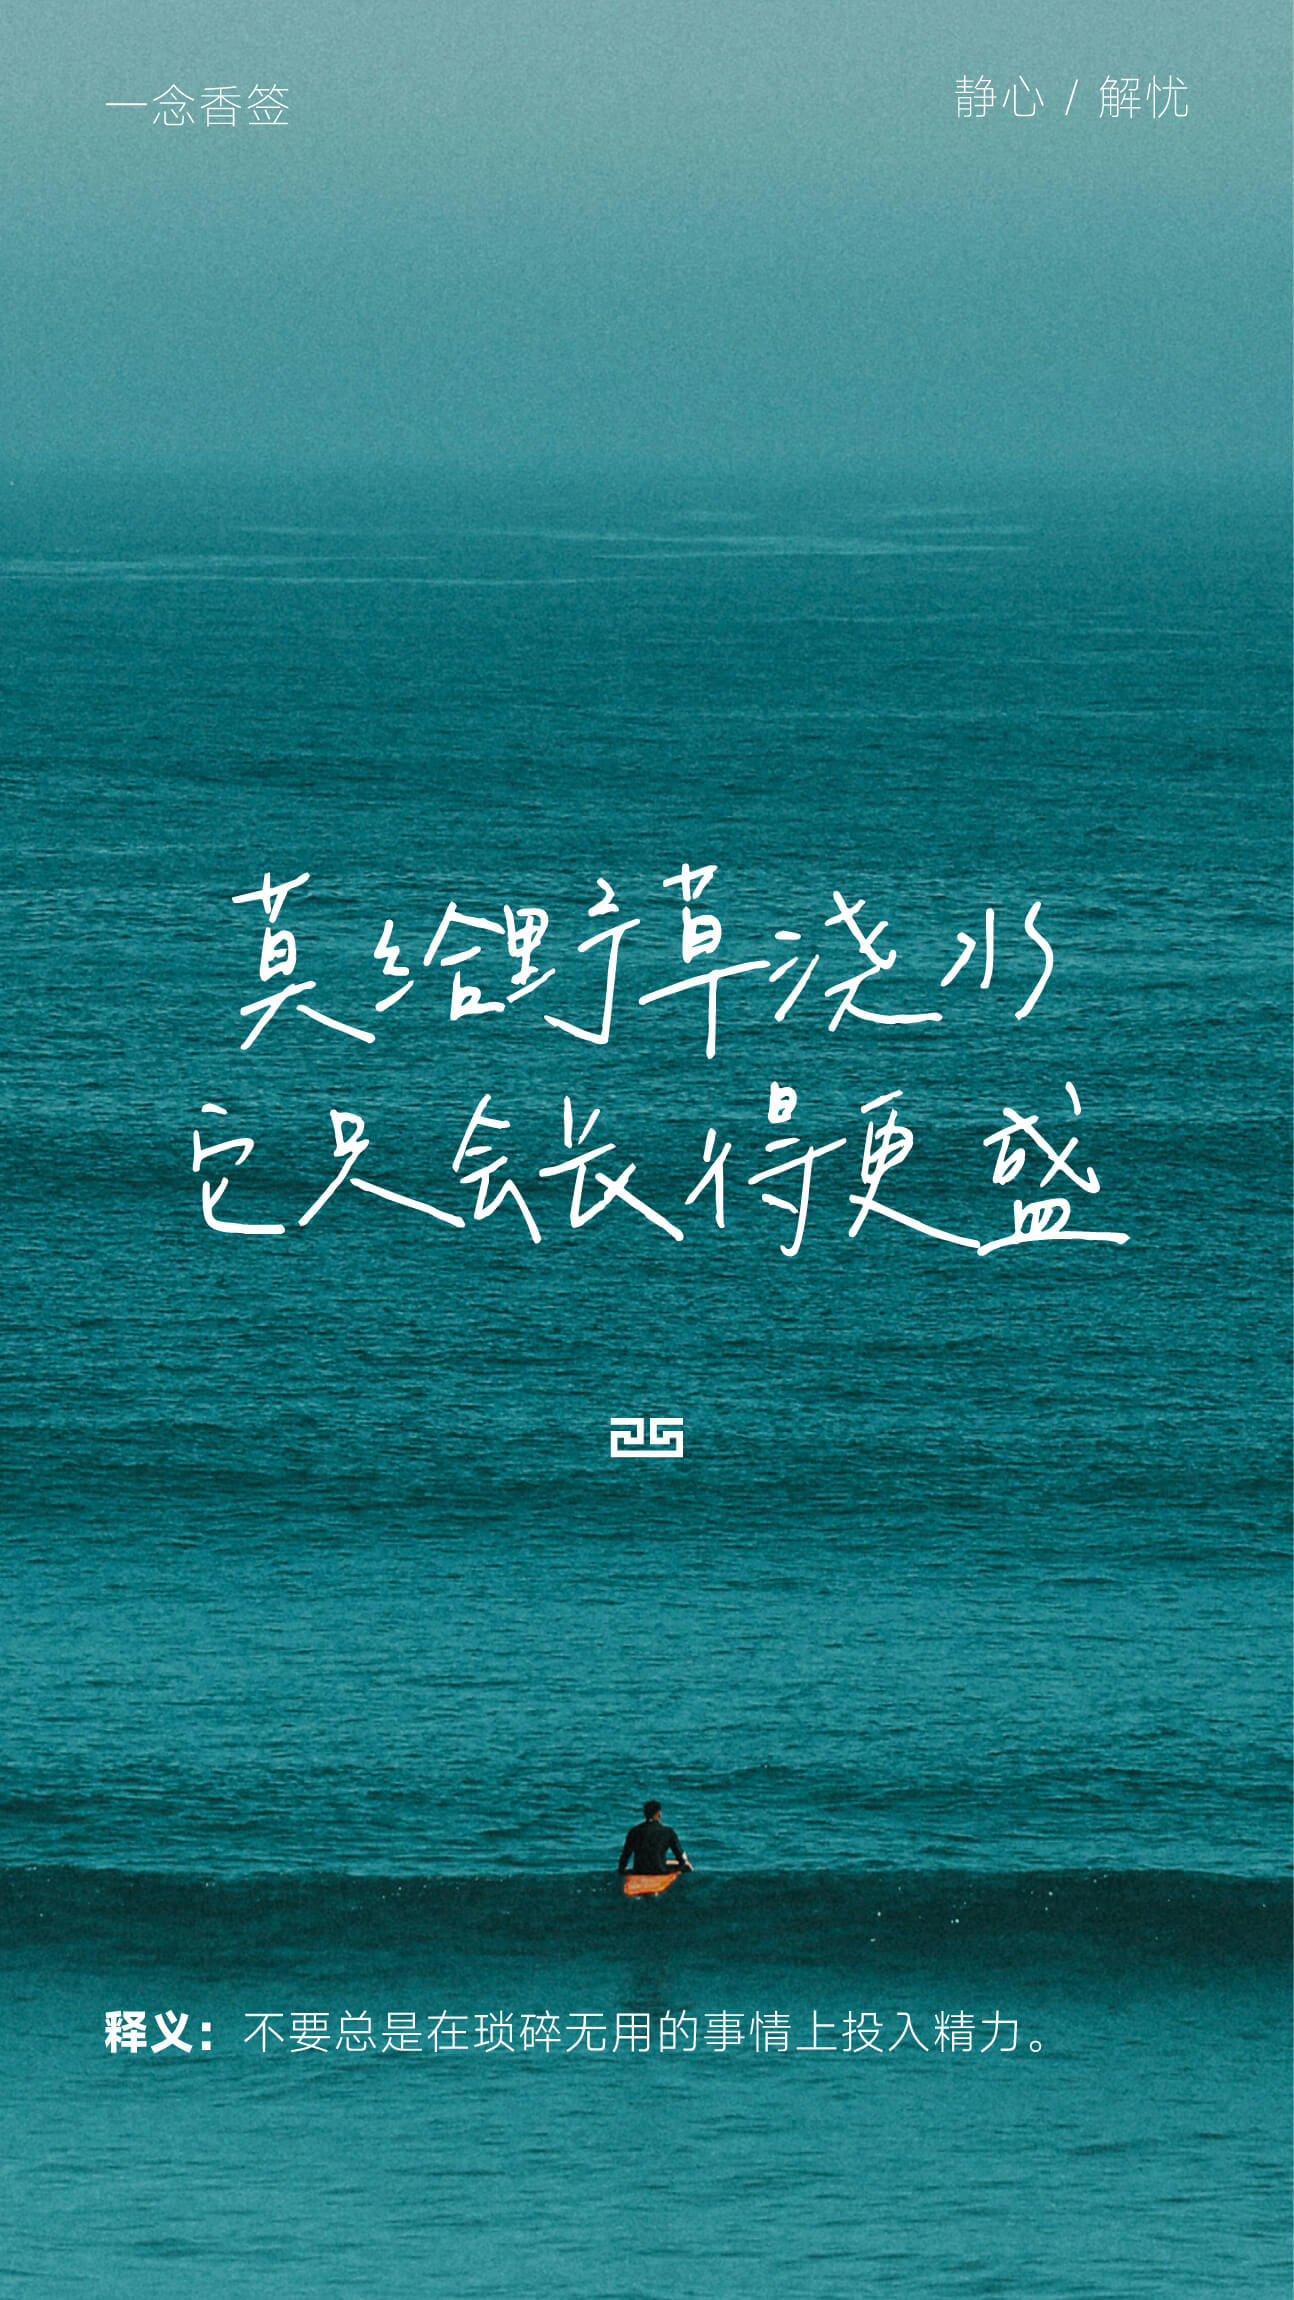 一念香签
静心 / 解忧
莫给野草浇水
它只会长得更盛
释义：不要总是在琐碎无用的事情上投入精力。